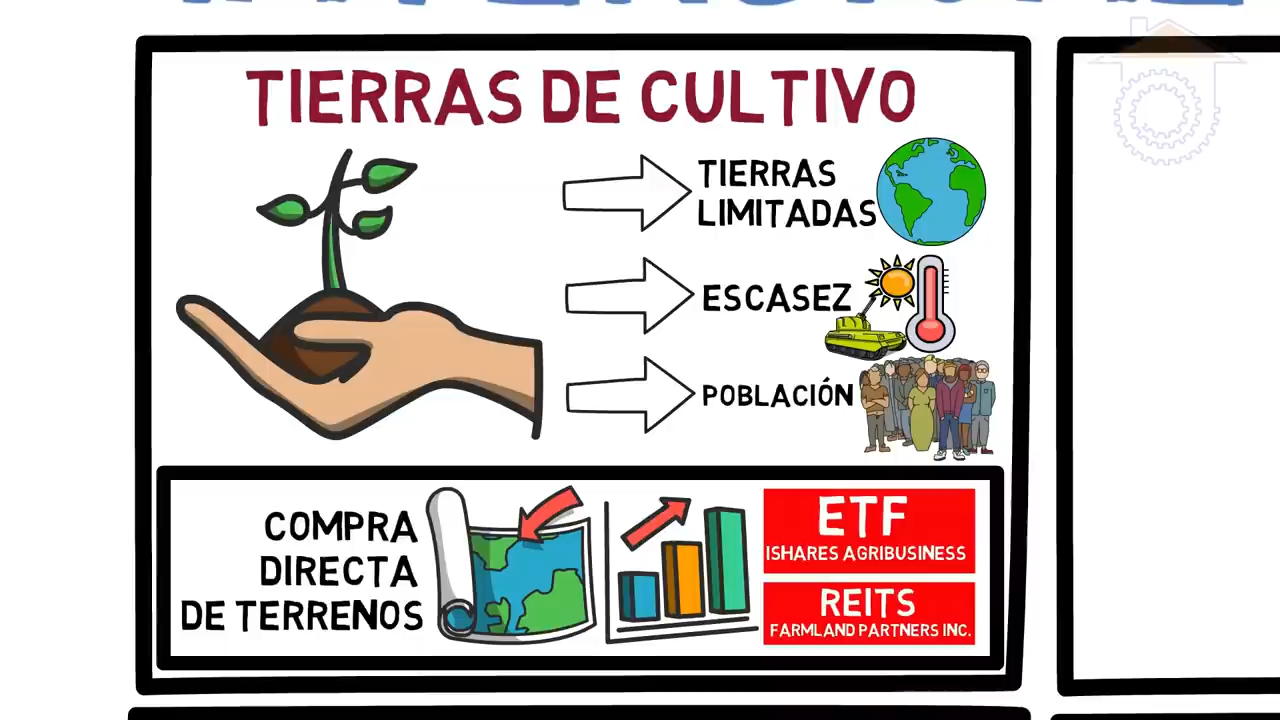 TIERRAS DE CULTIVO
TIERRAS
LIMITADAS
ESCASEZ
POBLACIÓN
COMPRA
DIRECTA
DE TERRENOS
ETF
ISHARES AGRIBUSINESS
REITS
FARMLAND PARTNERS INC.